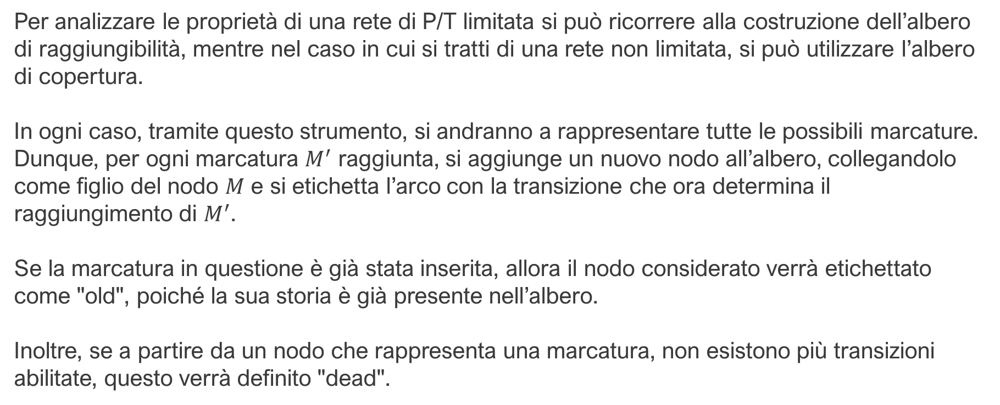 Per analizzare le proprietà di una rete di P/T limitata si può ricorrere alla costruzione dell’albero
di raggiungibilità, mentre nel caso in cui si tratti di una rete non limitata, si può utilizzare l’albero
di copertura.
In ogni caso, tramite questo strumento, si andranno a rappresentare tutte le possibili marcature.
Dunque, per ogni marcatura M′ raggiunta, si aggiunge un nuovo nodo all’albero, collegandolo
come figlio del nodo M e si etichetta l’arco con la transizione che ora determina il
raggiungimento di M′.
Se la marcatura in questione è già stata inserita, allora il nodo considerato verrà etichettato
come "old", poiché la sua storia è già presente nell’albero.
Inoltre, se a partire da un nodo che rappresenta una marcatura, non esistono più transizioni
abilitate, questo verrà definito "dead".